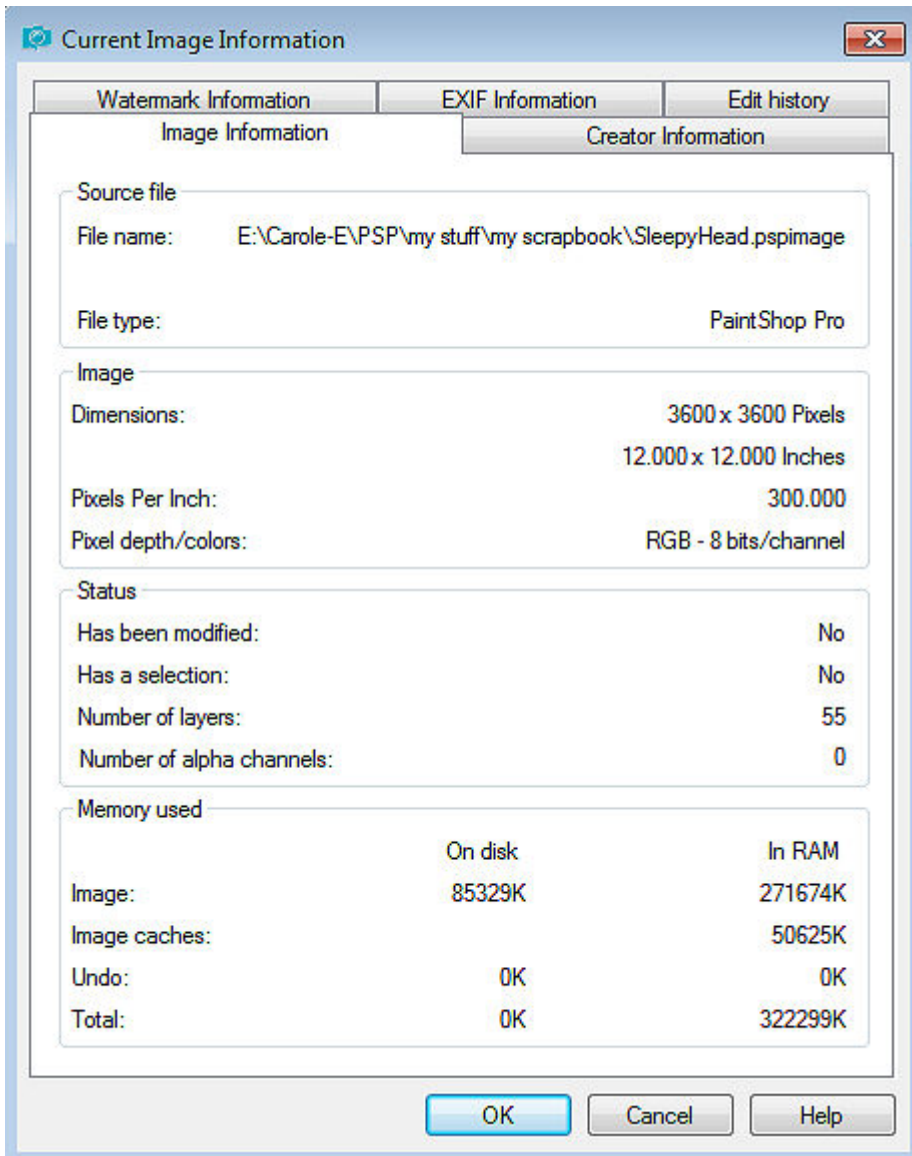 Current Image Information
Watermark Information EXIF Information Edit history
Image Information Creator Information
Source file
File name: E:\Carole-E\PSP\my stuff\my scrapbook\SleepyHead.pspimage
File type: PaintShop Pro
Image
Dimensions: 3600 x 3600 Pixels
12.000 x 12.000 Inches
Pixels Per Inch: 300.000
Pixel depth/colors: RGB - 8 bits/channel
Status
Has been modified: No
Has a selection: No
Number of layers: 55
Number of alpha channels: 0
Memory used
On disk In RAM
Image: 85329K 271674K
Image caches: 50625K
Undo: 0K 0K
Total: 0K 322299K
OK Cancel Help